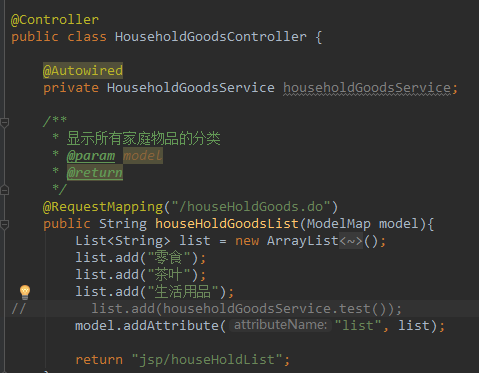 @Controller
public class HouseholdGoodsController {
@Autowired
private HouseholdGoodsService householdGoodsService;
/**
* 显示所有家庭物品的分类
* @param model
* @return
*/
@RequestMapping("/houseHoldGoods.do")
public String houseHoldGoodsList(ModelMap model){
List<String> list = new ArrayList<~>();
list.add("零食");
list.add("茶叶");
list.add("生活用品");
// list.add(householdGoodsService.test());
model.addAttribute( attributeName: "list", list);
return "jsp/houseHoldList";